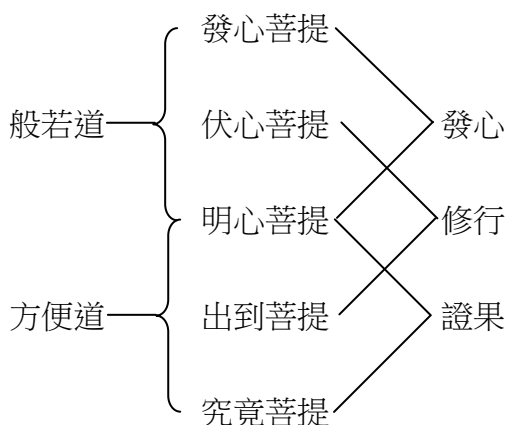 發心菩提
般若道 伏心菩提 發心
明心菩提 修行
方便道 出到菩提 證果
究竟菩提